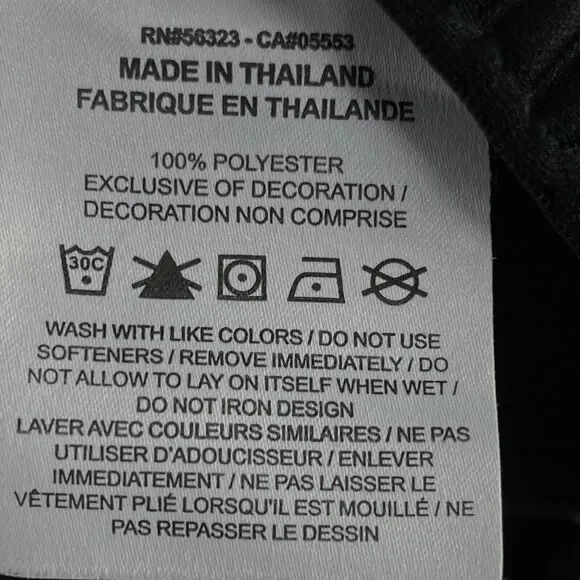 RN#56323 - CA#05553
MADE IN THAILAND
FABRIQUE EN THAILANDE
100% POLYESTER
EXCLUSIVE OF DECORATION /
DECORATION NON COMPRISE
30C
WASH WITH LIKE COLORS / DO NOT USE
SOFTENERS / REMOVE IMMEDIATELY / DO
NOT ALLOW TO LAY ON ITSELF WHEN WET /
DO NOT IRON DESIGN
LAVER AVEC COULEURS SIMILAIRES / NE PAS
UTILISER D'ADOUCISSEUR / ENLEVER
IMMEDIATEMENT / NE PAS LAISSER LE
VÊTEMENT PLIÉ LORSQU'IL EST MOUILLÉ / NE
PAS REPASSER LE DESSIN